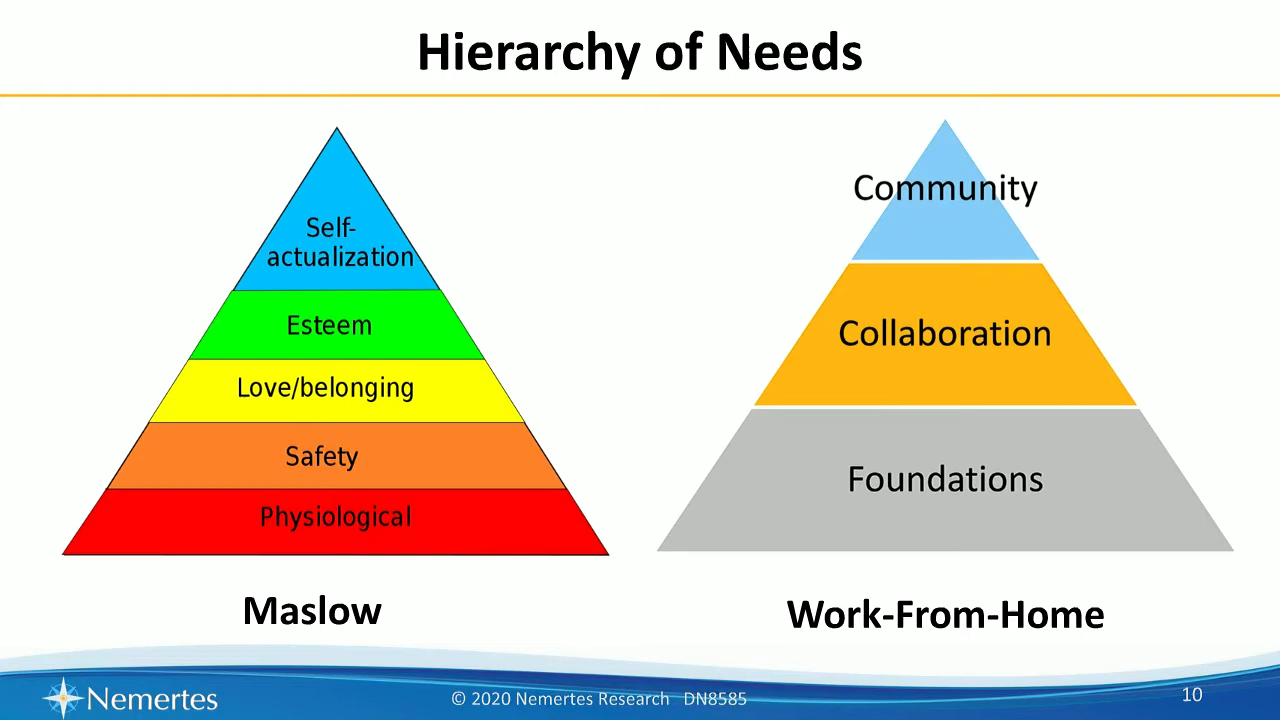 Hierarchy of Needs
Self-
actualization
Esteem
Love/belonging
Safety
Physiological
Maslow
Community
Collaboration
Foundations
Work-From-Home
Nemertes
© 2020 Nemertes Research DN8585
10